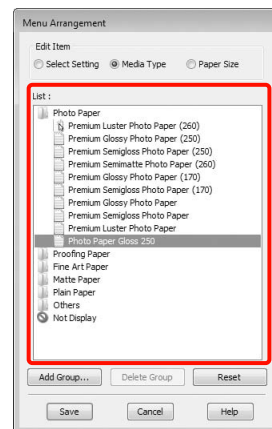 Menu Arrangement
Edit Item
Select Setting Media Type Paper Size
List :
Photo Paper
Premium Luster Photo Paper (260)
Premium Glossy Photo Paper (250)
Premium Semigloss Photo Paper (250)
Premium Semimatte Photo Paper (260)
Premium Glossy Photo Paper (170)
Premium Semigloss Photo Paper (170)
Premium Glossy Photo Paper
Premium Semigloss Photo Paper
Premium Luster Photo Paper
Photo Paper Gloss 250
Proofing Paper
Fine Art Paper
Matte Paper
Plain Paper
Others
Not Display
Add Group... Delete Group Reset
Save Cancel Help